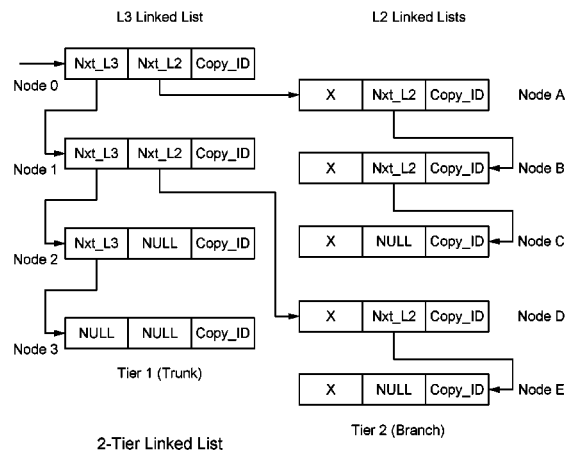 L3 Linked List
L2 Linked Lists
Nxt_L3 Nxt_L2 Copy_ID
Node 0
X Nxt_L2 Copy_ID Node A
Nxt_L3 Nxt_L2 Copy_ID
Node 1
X Nxt_L2 Copy_ID Node B
Nxt_L3 NULL Copy_ID
Node 2
X NULL Copy_ID Node C
NULL NULL Copy_ID
Node 3
X Nxt_L2 Copy_ID Node D
Tier 1 (Trunk)
X NULL Copy_ID Node E
Tier 2 (Branch)
2-Tier Linked List